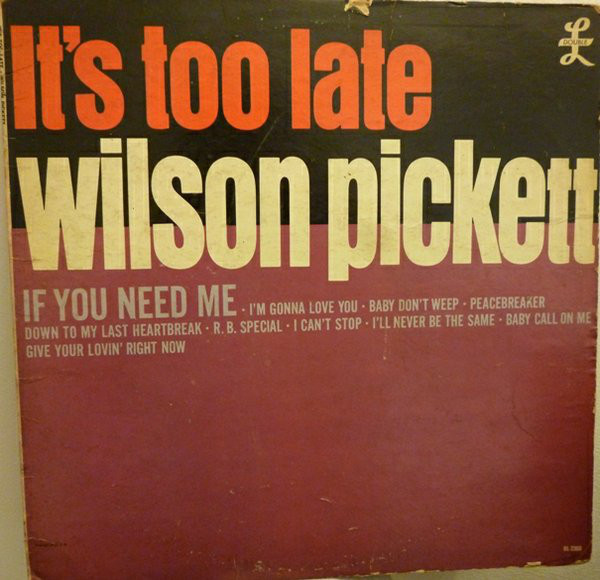 It's too late
L
DOUBLE
wilson pickett
IF YOU NEED ME · I'M GONNA LOVE YOU · BABY DON'T WEEP · PEACEBREAKER
DOWN TO MY LAST HEARTBREAK · R. B. SPECIAL · I CAN'T STOP · I'LL NEVER BE THE SAME · BABY CALL ON ME
GIVE YOUR LOVIN' RIGHT NOW